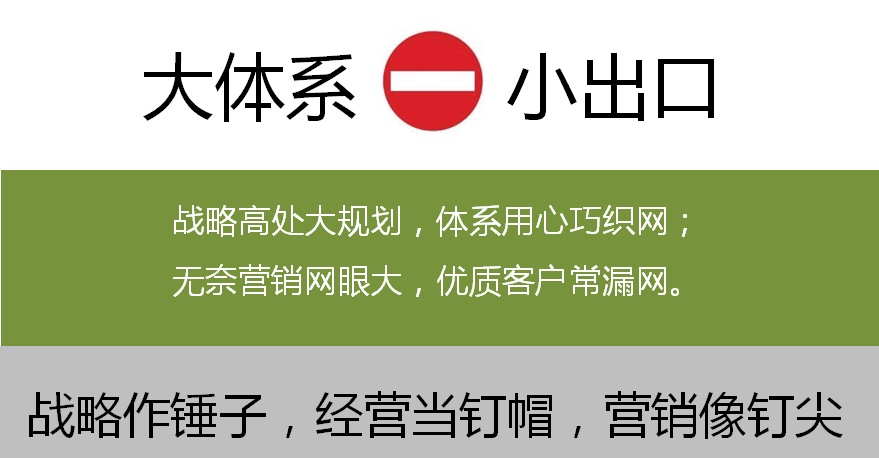 大体系 小出口
战略高处大规划，体系用心巧织网；
无奈营销网眼大，优质客户常漏网。
战略作锤子，经营当钉帽，营销像钉尖